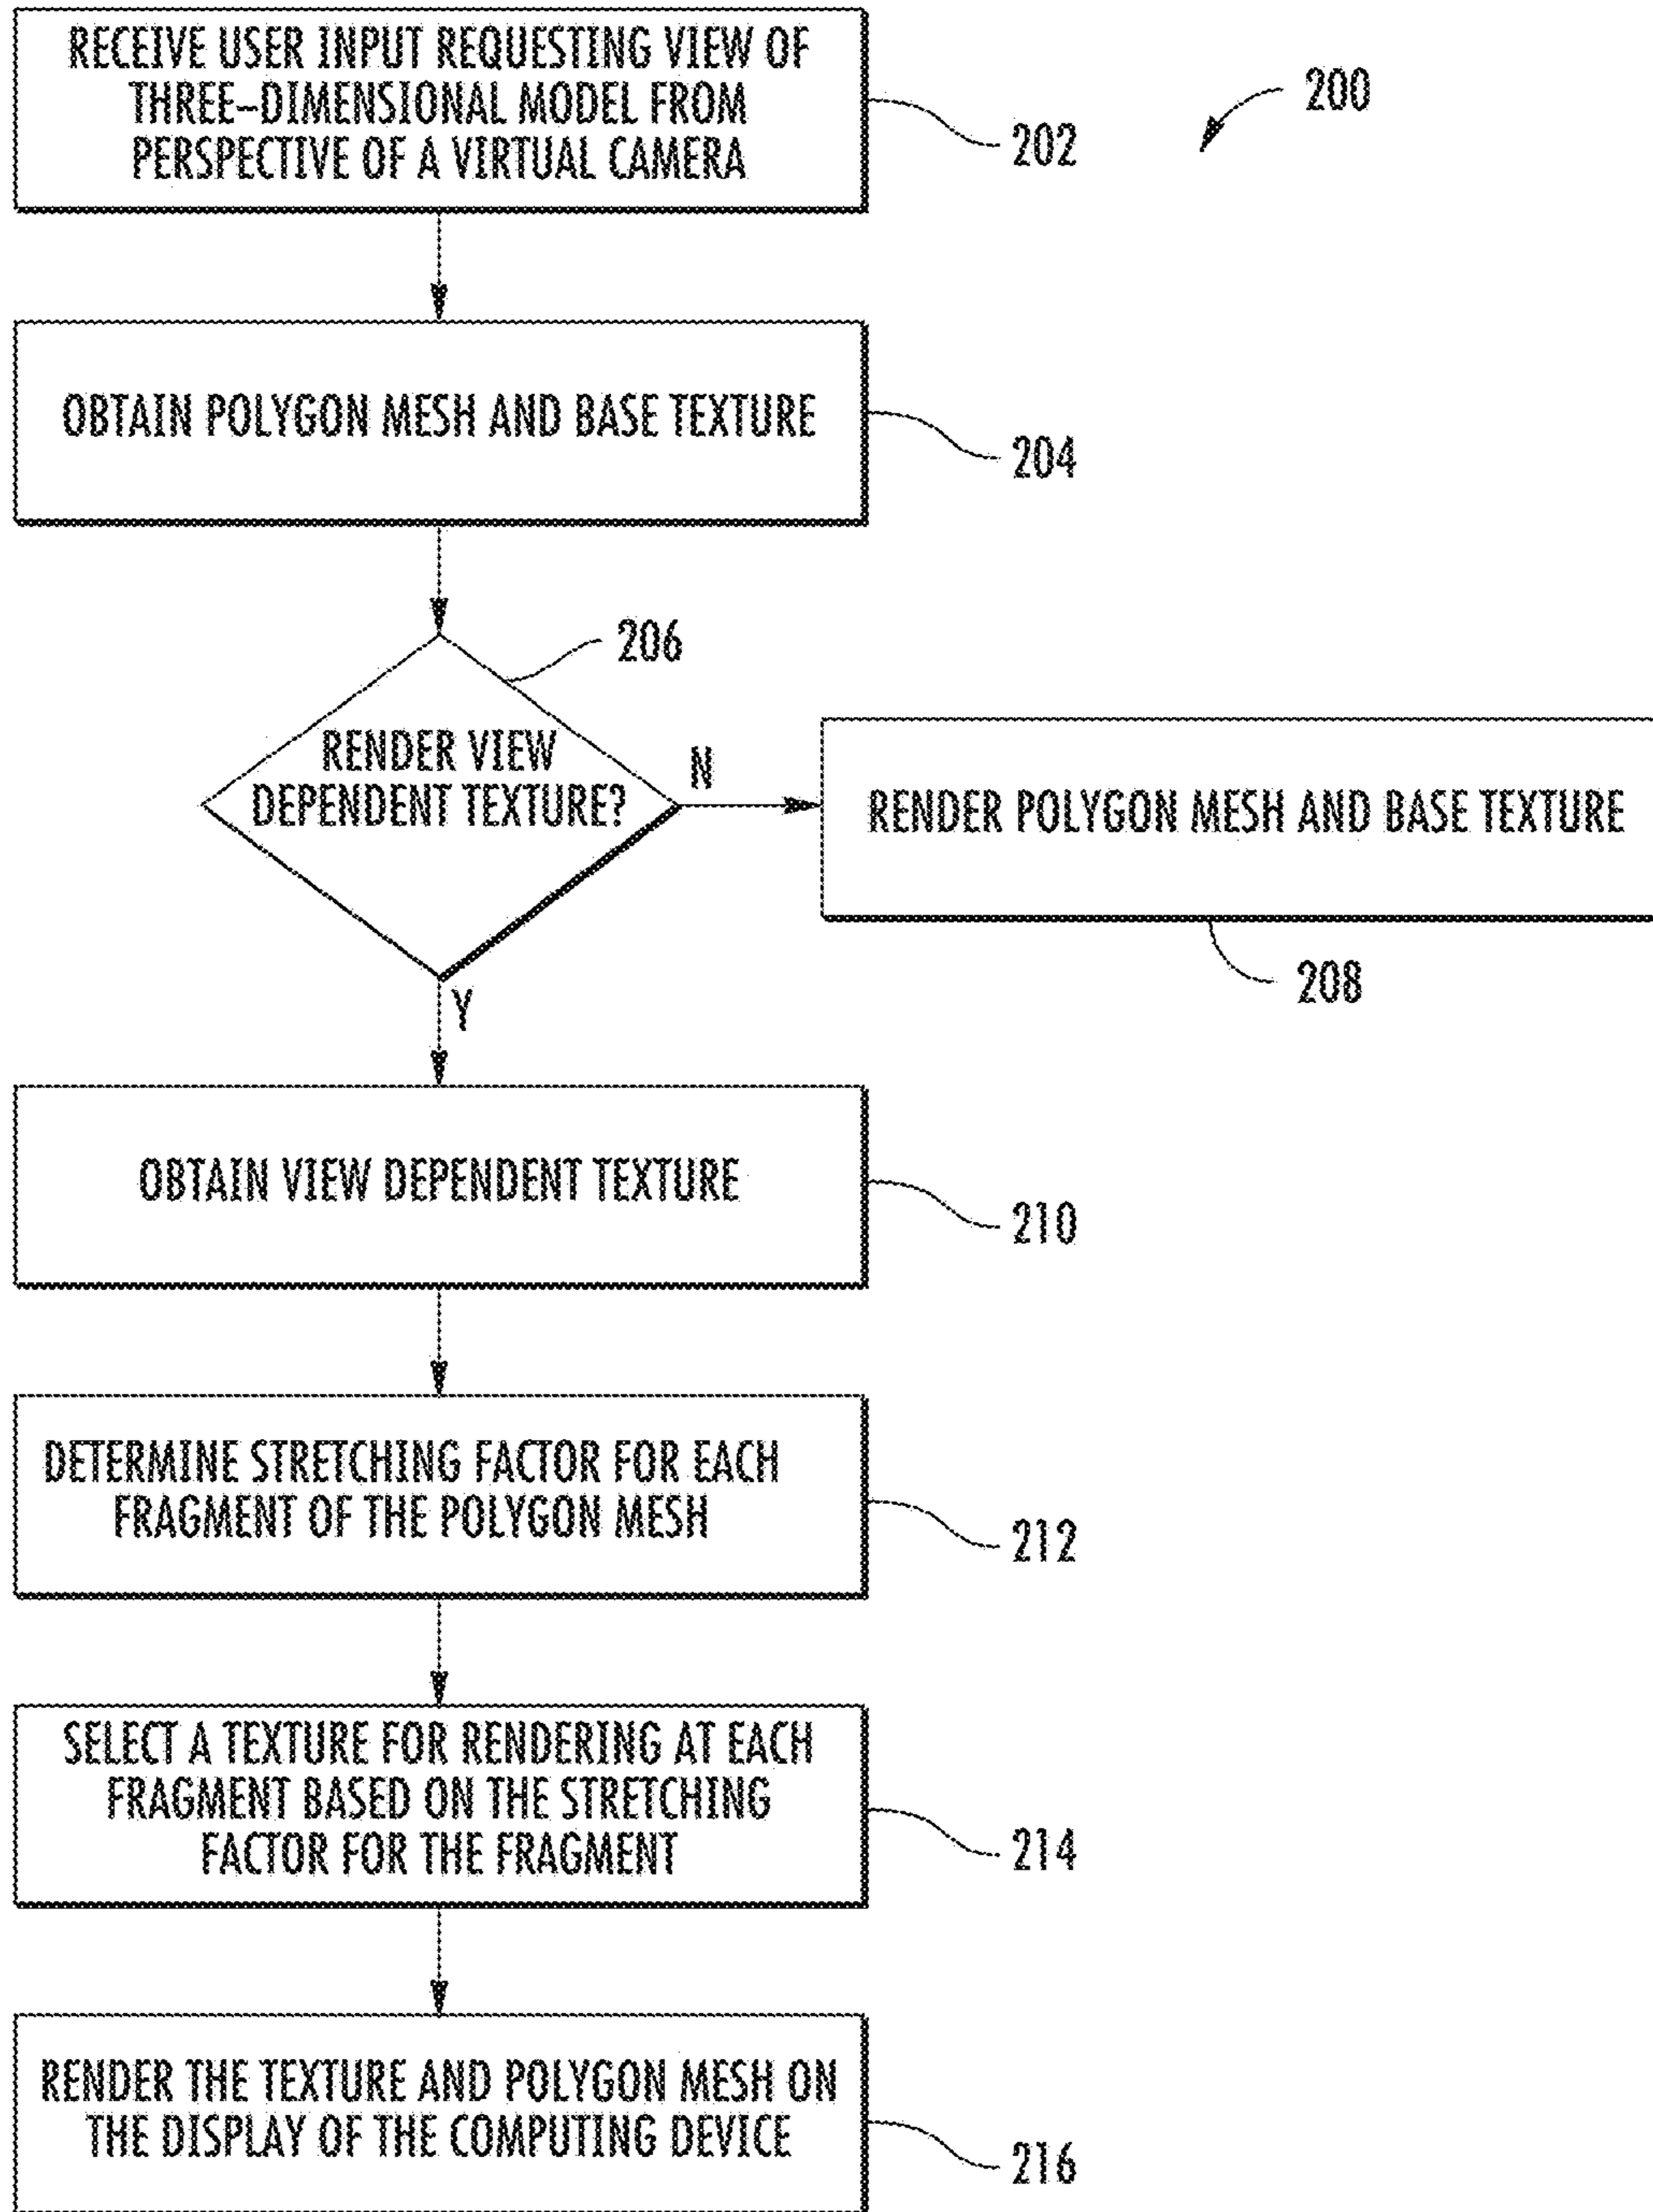 RECEIVE USER INPUT REQUESTING VIEW OF
THREE-DIMENSIONAL MODEL FROM
PERSPECTIVE OF A VIRTUAL CAMERA
202
200
OBTAIN POLYGON MESH AND BASE TEXTURE
204
206
RENDER VIEW
DEPENDENT TEXTURE?
N
RENDER POLYGON MESH AND BASE TEXTURE
208
Y
OBTAIN VIEW DEPENDENT TEXTURE
210
DETERMINE STRETCHING FACTOR FOR EACH
FRAGMENT OF THE POLYGON MESH
212
SELECT A TEXTURE FOR RENDERING AT EACH
FRAGMENT BASED ON THE STRETCHING
FACTOR FOR THE FRAGMENT
214
RENDER THE TEXTURE AND POLYGON MESH ON
THE DISPLAY OF THE COMPUTING DEVICE
216